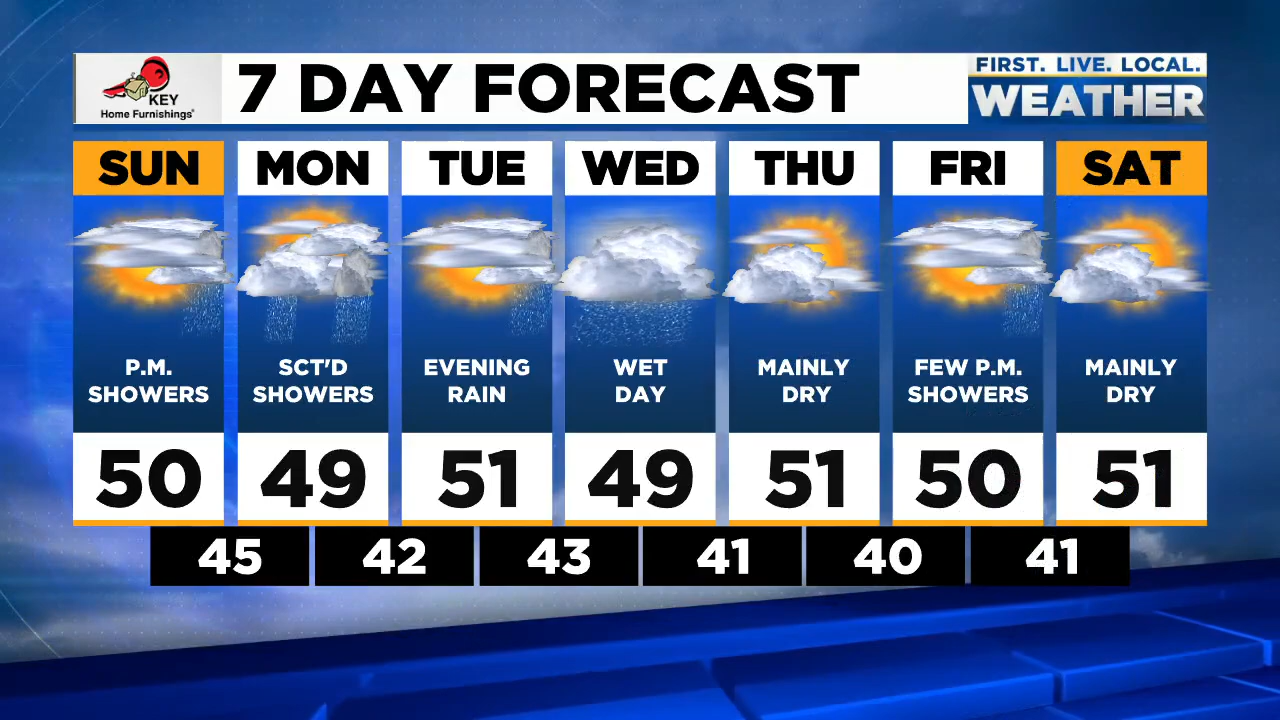 KEY
Home Furnishings®
7 DAY FORECAST
FIRST. LIVE. LOCAL.
WEATHER
SUN MON TUE WED THU FRI SAT
P.M. SCT'D EVENING WET MAINLY FEW P.M. MAINLY
SHOWERS SHOWERS RAIN DAY DRY SHOWERS DRY
50 49 51 49 51 50 51
45 42 43 41 40 41